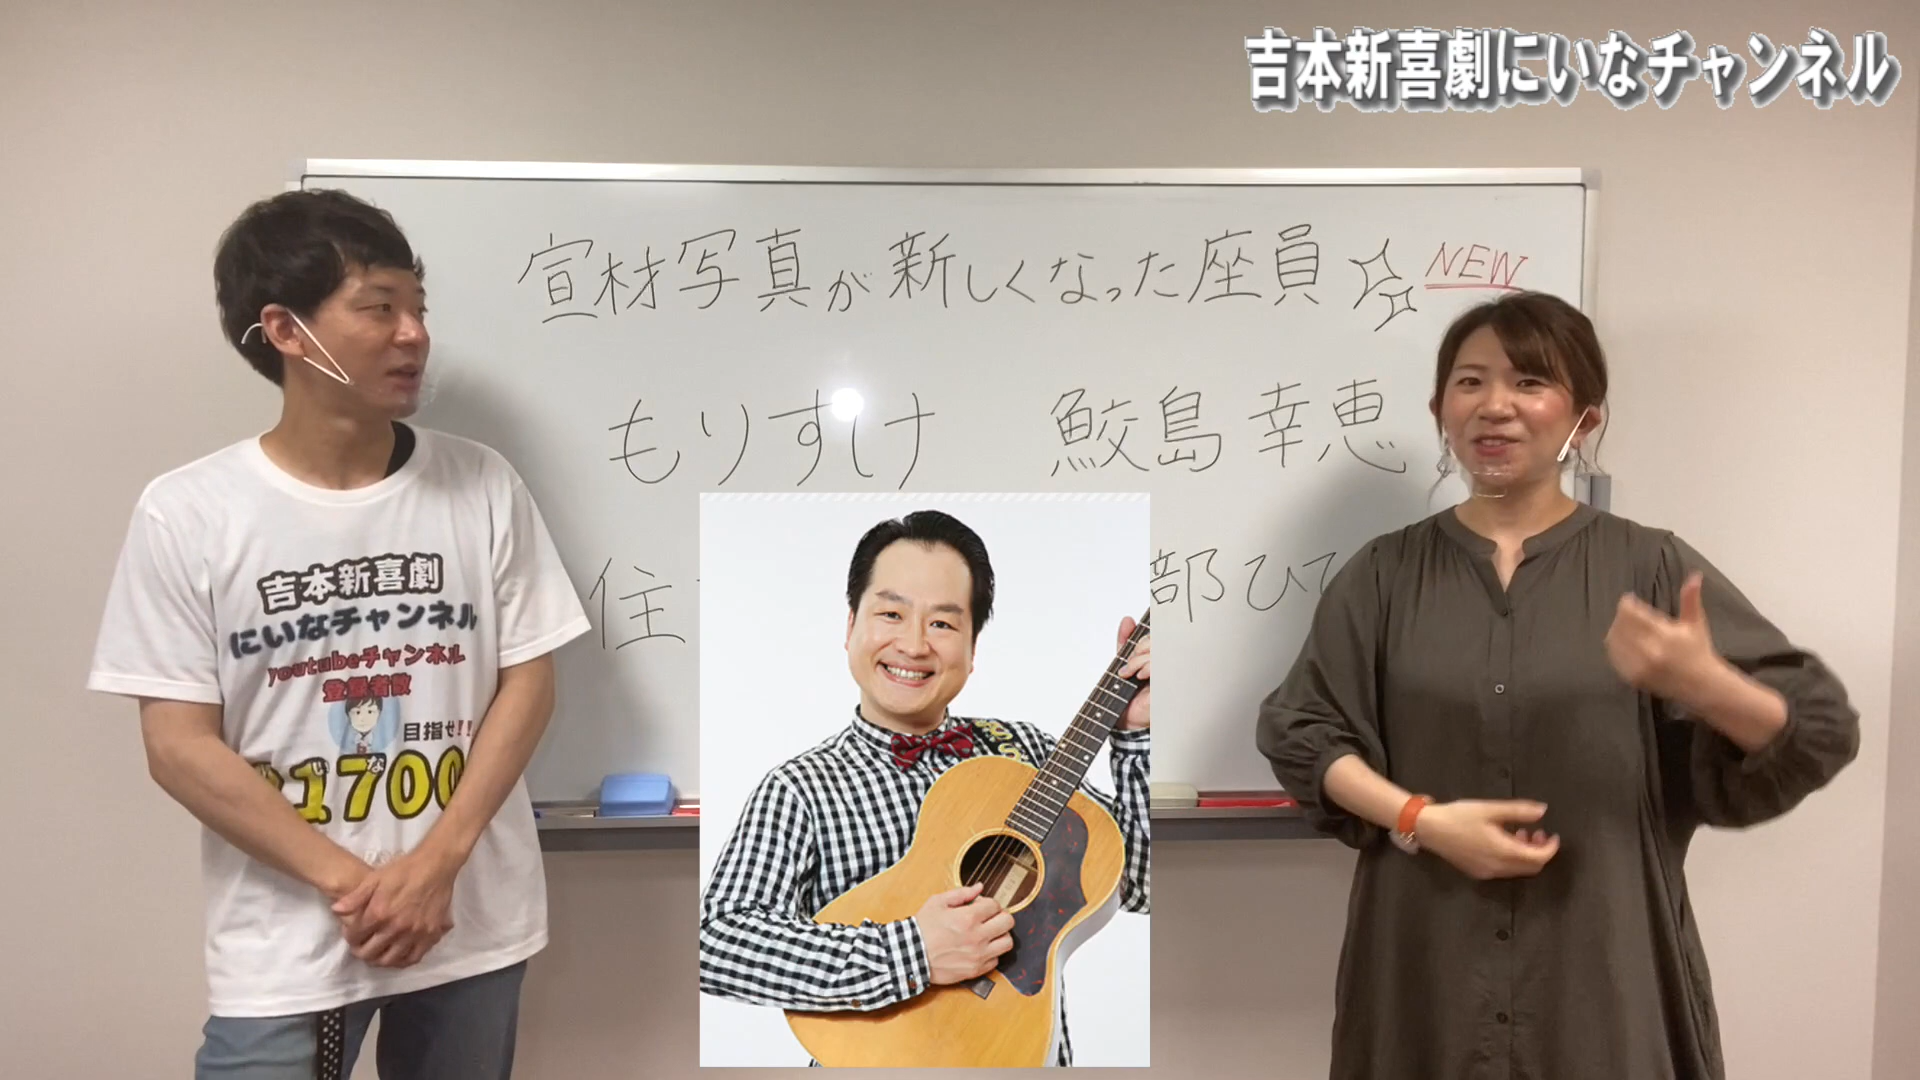 吉本新喜劇にいなチャンネル
宣材写真が新しくなった座員 NEW
もりすけ 鮫島幸恵
住
部ひで
吉本新喜劇
にいなチャンネル
youtubeチャンネル
登録者数
目指せ!!
1700